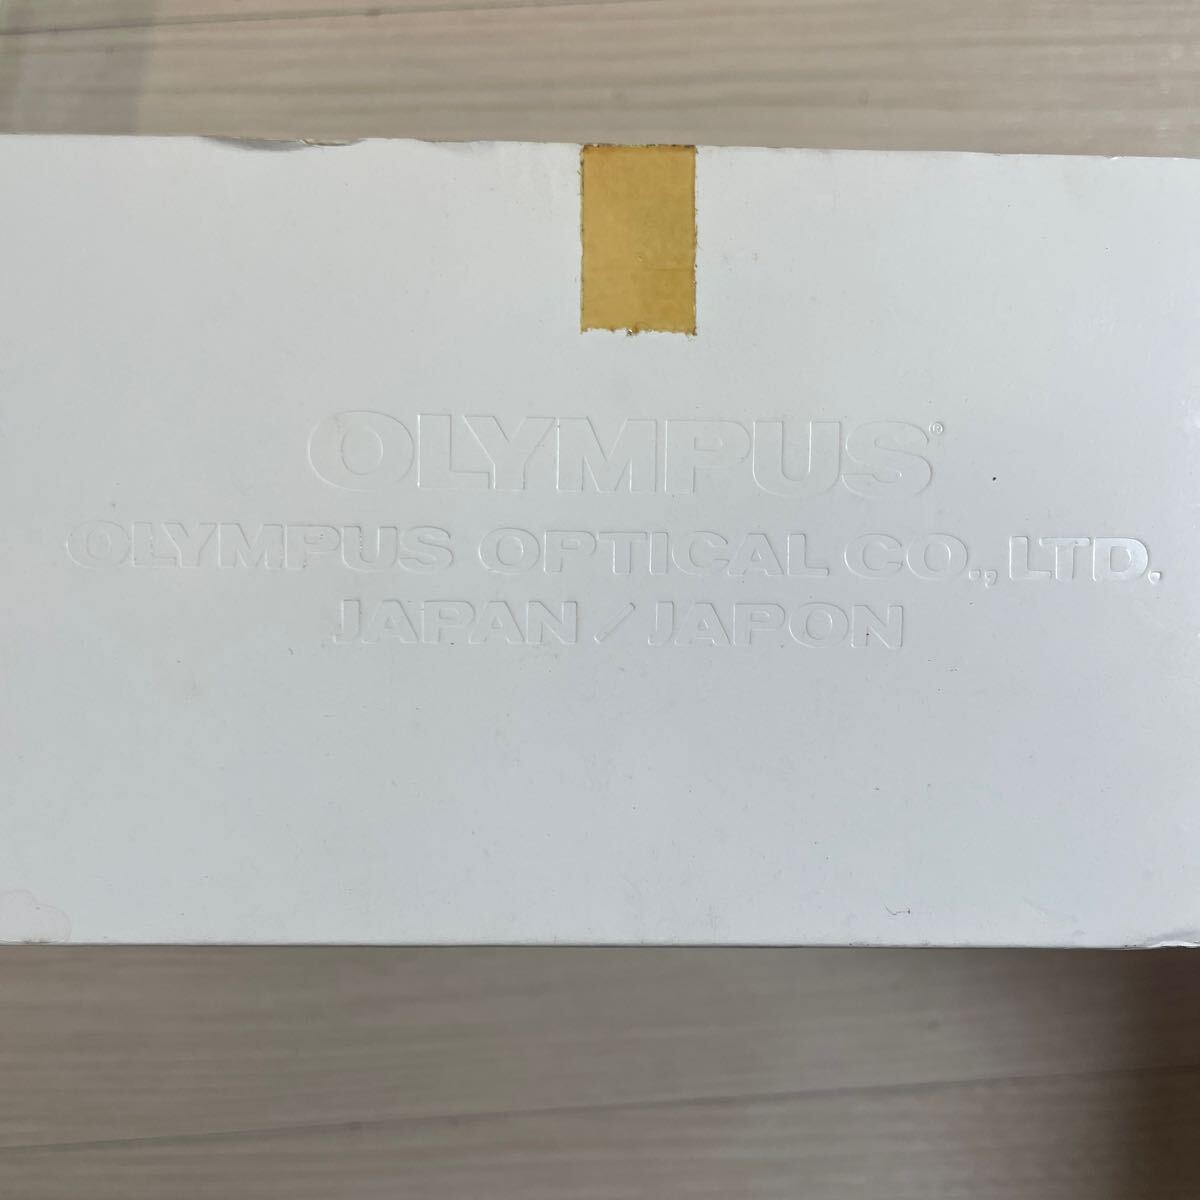 OLYMPUS®
OLYMPUS OPTICAL CO., LTD.
JAPAN/JAPON